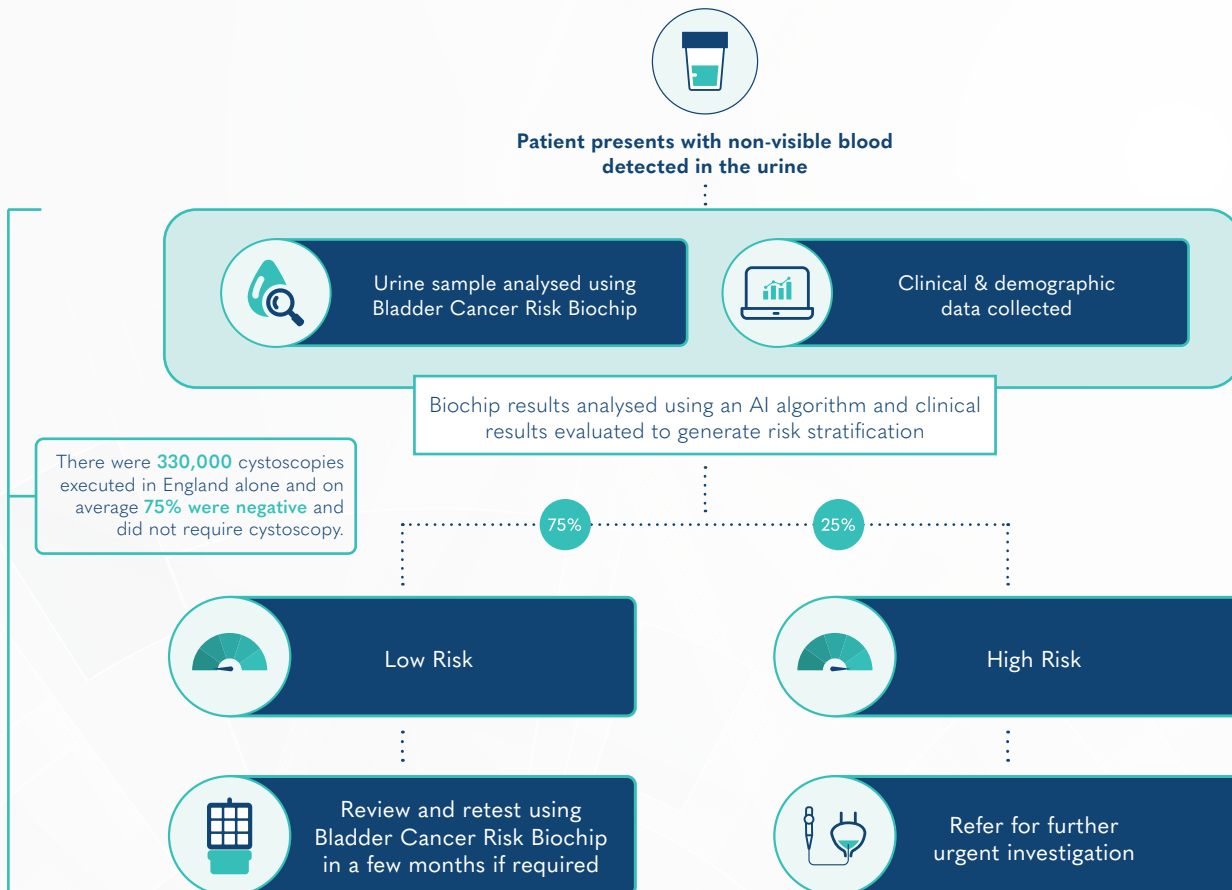 Patient presents with non-visible blood
detected in the urine
Urine sample analysed using
Bladder Cancer Risk Biochip
Clinical & demographic
data collected
Biochip results analysed using an AI algorithm and clinical
results evaluated to generate risk stratification
There were 330,000 cystoscopies
executed in England alone and on
average 75% were negative and
did not require cystoscopy.
75%
25%
Low Risk
High Risk
Review and retest using
Bladder Cancer Risk Biochip
in a few months if required
Refer for further
urgent investigation